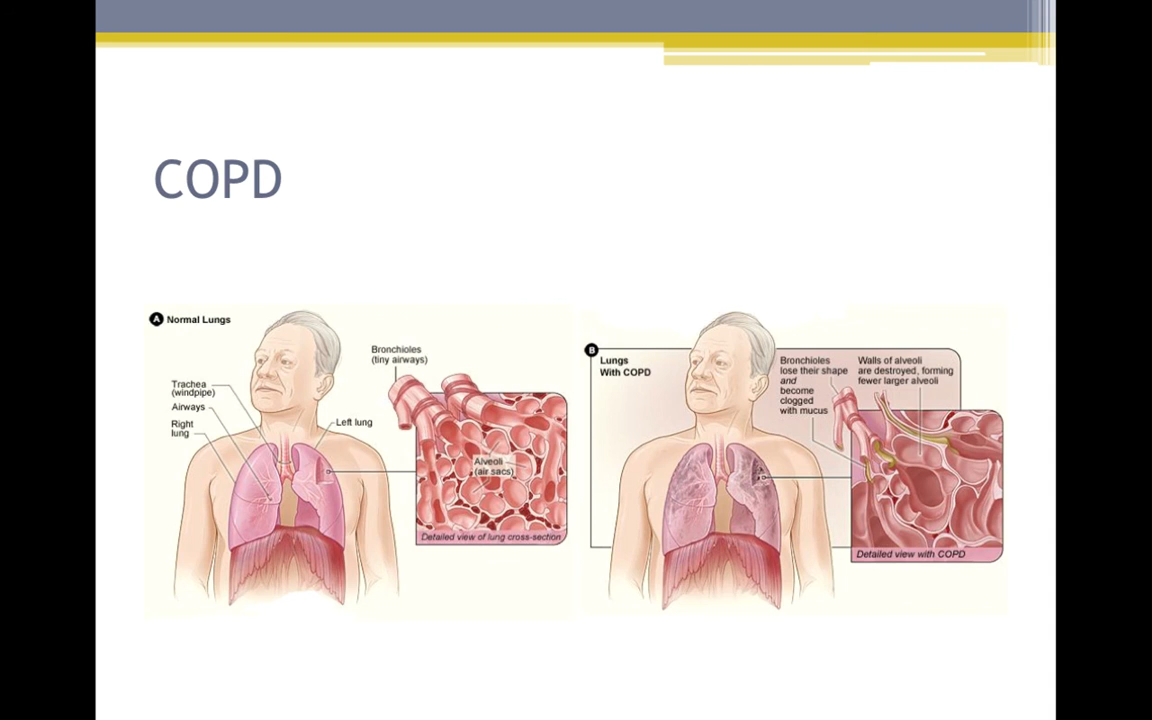 COPD
A Normal Lungs
Bronchioles
(tiny airways)
Trachea
(windpipe)
Airways
Right
lung
Left lung
Alveoli
(air sacs)
Detailed view of lung cross-section
B
Lungs
With COPD
Bronchioles
lose their shape
and
become
clogged
with mucus
Walls of alveoli
are destroyed, forming
fewer larger alveoli
Detailed view with COPD